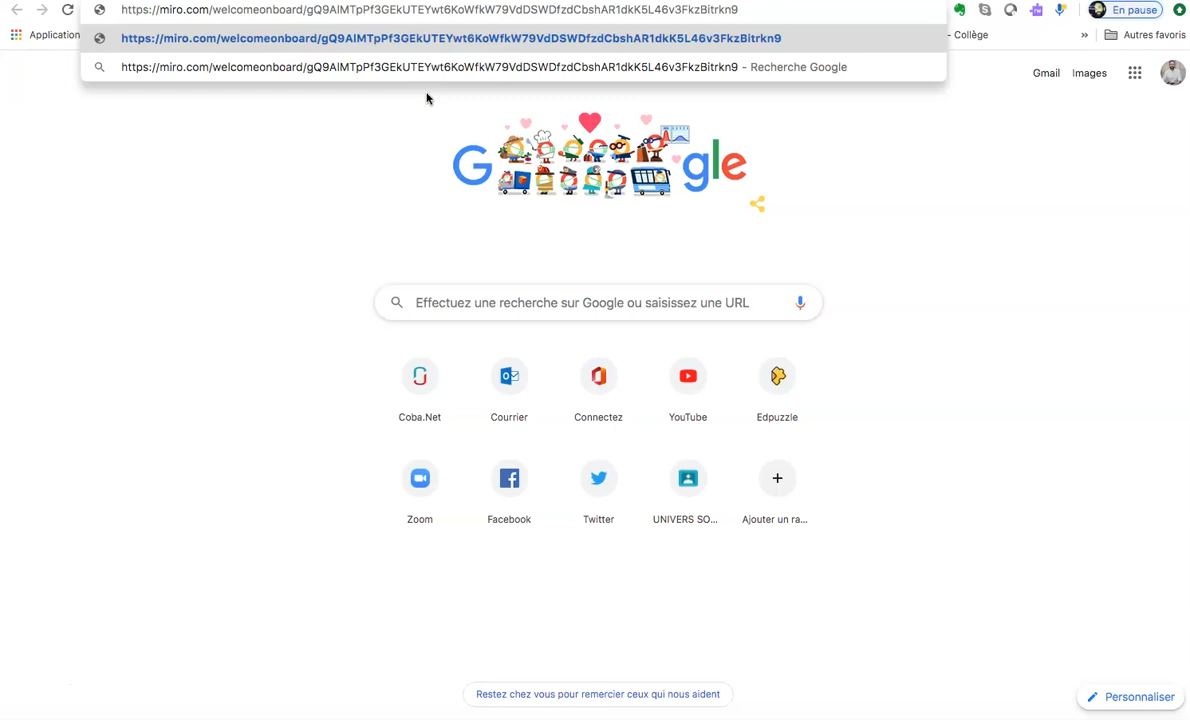 https://miro.com/welcomeonboard/gQ9AlMTpPf3GEkUTEYwt6KoWfkW79VdDSWDfzdCbshAR1dkK5L46v3FkzBitrkn9
En pause
https://miro.com/welcomeonboard/gQ9AlMTpPf3GEkUTEYwt6KoWfkW79VdDSWDfzdCbshAR1dkK5L46v3FkzBitrkn9
Application
- Collège
»
Autres favoris
https://miro.com/welcomeonboard/gQ9AlMTpPf3GEkUTEYwt6KoWfkW79VdDSWDfzdCbshAR1dkK5L46v3FkzBitrkn9 - Recherche Google
Gmail
Images
Google
Effectuez une recherche sur Google ou saisissez une URL
Coba.Net
Courrier
Connectez
YouTube
Edpuzzle
Zoom
Facebook
Twitter
UNIVERS SO...
Ajouter un ra...
Restez chez vous pour remercier ceux qui nous aident
Personnaliser